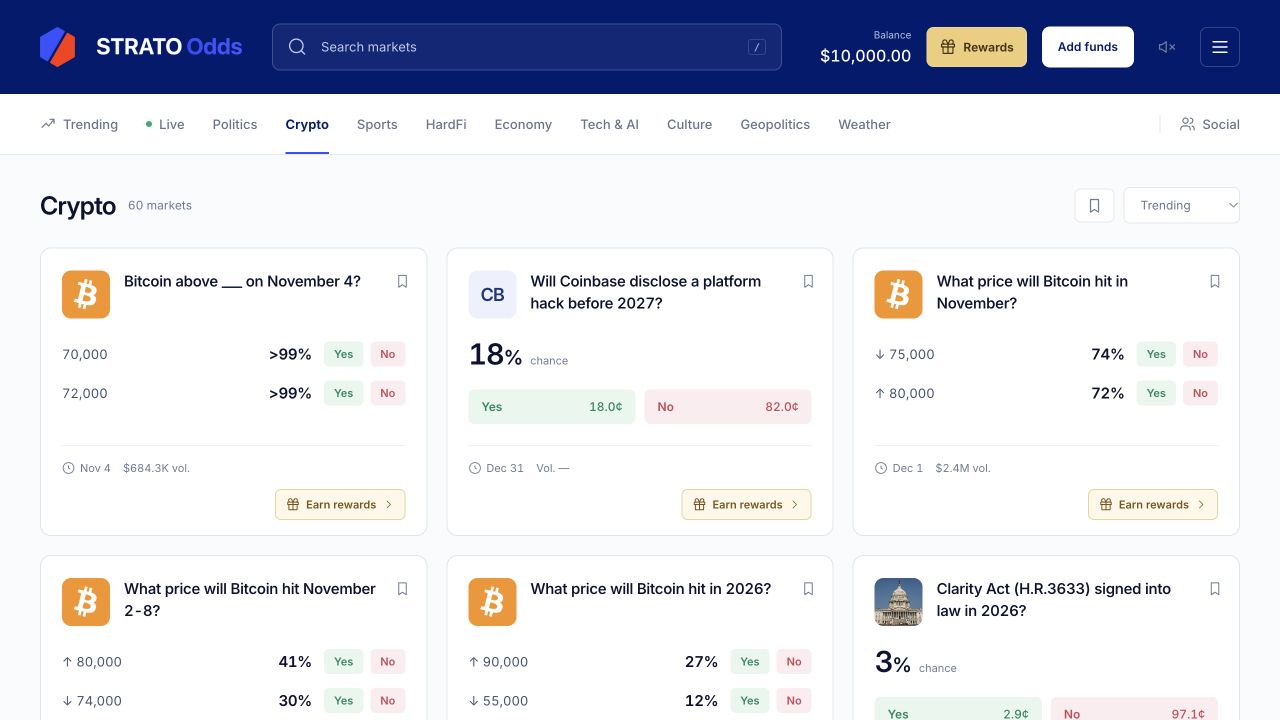 STRATO Odds
Search markets
/
Balance
$10,000.00
Rewards
Add funds
Trending
Live
Politics
Crypto
Sports
HardFi
Economy
Tech & AI
Culture
Geopolitics
Weather
Social
Crypto
60 markets
Trending
Bitcoin above ___ on November 4?
70,000
>99%
Yes
No
72,000
>99%
Yes
No
Nov 4
$684.3K vol.
Earn rewards
CB
Will Coinbase disclose a platform
hack before 2027?
18%
chance
Yes
18.0¢
No
82.0¢
Dec 31
Vol. —
Earn rewards
What price will Bitcoin hit in
November?
↓ 75,000
74%
Yes
No
↑ 80,000
72%
Yes
No
Dec 1
$2.4M vol.
Earn rewards
What price will Bitcoin hit November
2-8?
↑ 80,000
41%
Yes
No
↓ 74,000
30%
Yes
No
What price will Bitcoin hit in 2026?
↑ 90,000
27%
Yes
No
↓ 55,000
12%
Yes
No
Clarity Act (H.R.3633) signed into
law in 2026?
3%
chance
Yes
2.9¢
No
97.1¢